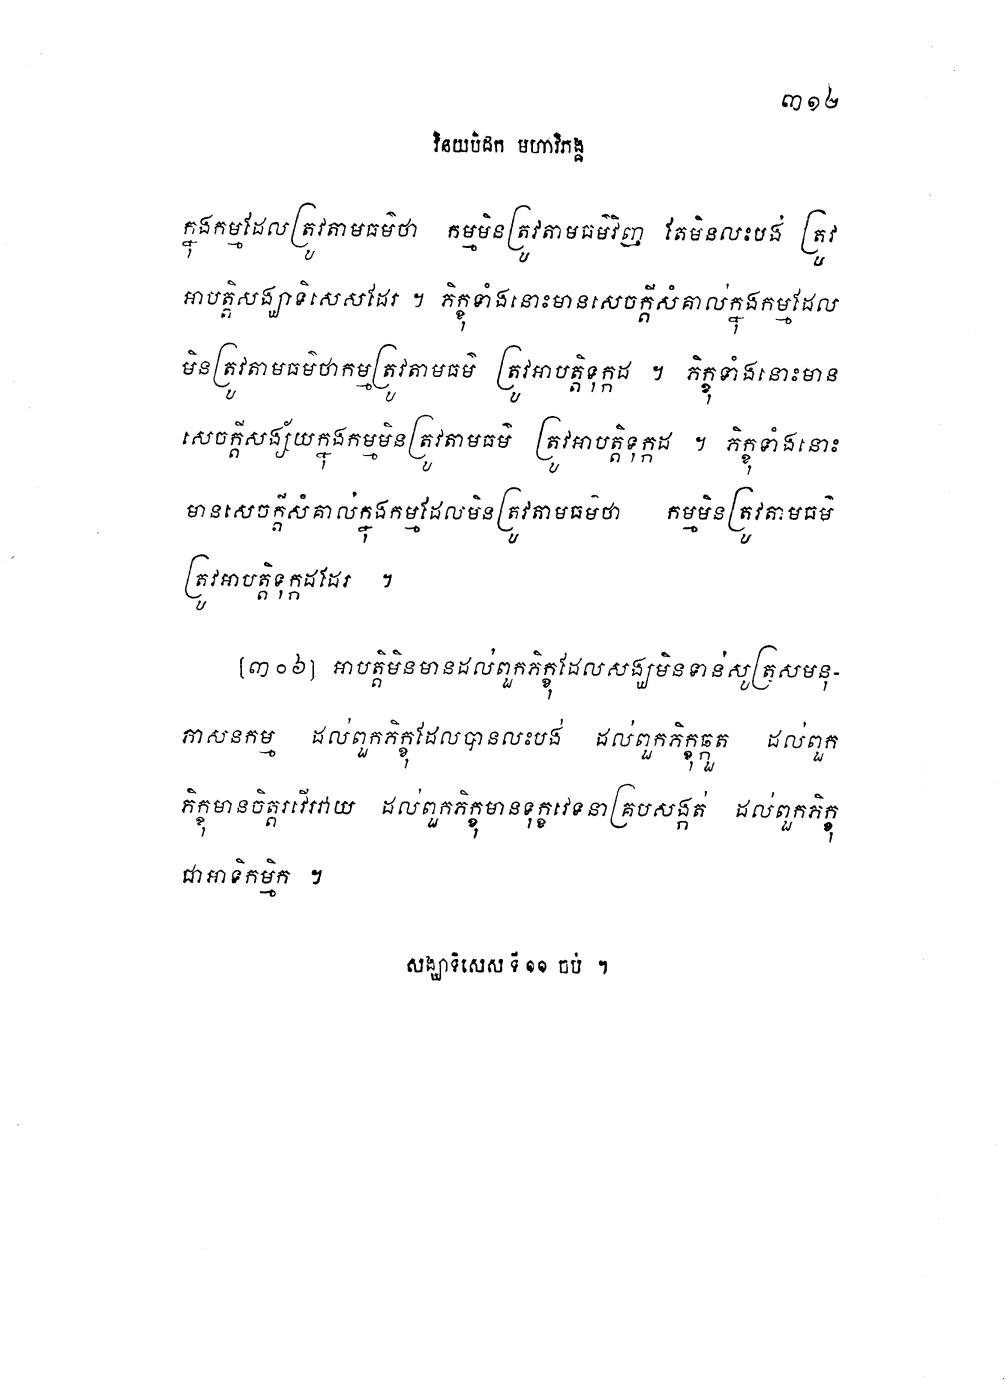 ៣១៤
វិនយបិដក មហាវិភង្គ
ក្នុងកម្មដែលត្រូវតាមធម៌ថា កម្មមិនត្រូវតាមធម៌វិញ តែមិនលះបង់ ត្រូវ
អាបត្តិសង្ឃាទិសេសដែរ ។ ភិក្ខុទាំងនោះមានសេចក្តីសំគាល់ក្នុងកម្មដែល
មិនត្រូវតាមធម៌ថាកម្មត្រូវតាមធម៌ ត្រូវអាបត្តិទុក្កដ ។ ភិក្ខុទាំងនោះមាន
សេចក្តីសង្ស័យក្នុងកម្មមិនត្រូវតាមធម៌ ត្រូវអាបត្តិទុក្កដ ។ ភិក្ខុទាំងនោះ
មានសេចក្តីសំគាល់ក្នុងកម្មដែលមិនត្រូវតាមធម៌ថា កម្មមិនត្រូវតាមធម៌
ត្រូវអាបត្តិទុក្កដដែរ ។
[៣០៦] អាបត្តិមិនមានដល់ពួកភិក្ខុដែលសង្ឃមិនទាន់សូត្រសមនុ-
ភាសនកម្ម ដល់ពួកភិក្ខុដែលបានលះបង់ ដល់ពួកភិក្ខុឆ្កួត ដល់ពួក
ភិក្ខុមានចិត្តរវើរវាយ ដល់ពួកភិក្ខុមានទុក្ខវេទនាគ្របសង្កត់ ដល់ពួកភិក្ខុ
ជាអាទិកម្មិក ។
សង្ឃាទិសេស ទី ១១ ចប់ ។